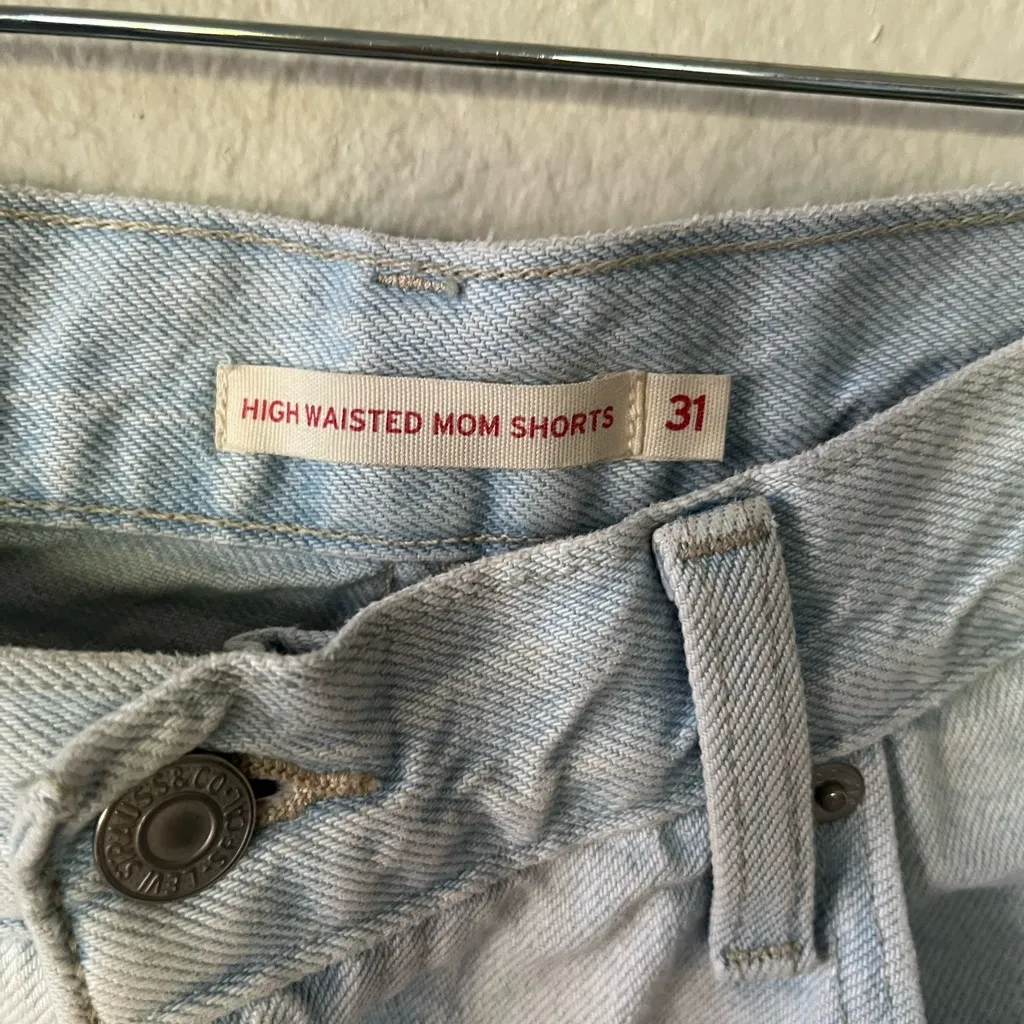 HIGH WAISTED MOM SHORTS 31
LEVI STRAUSS & CO.